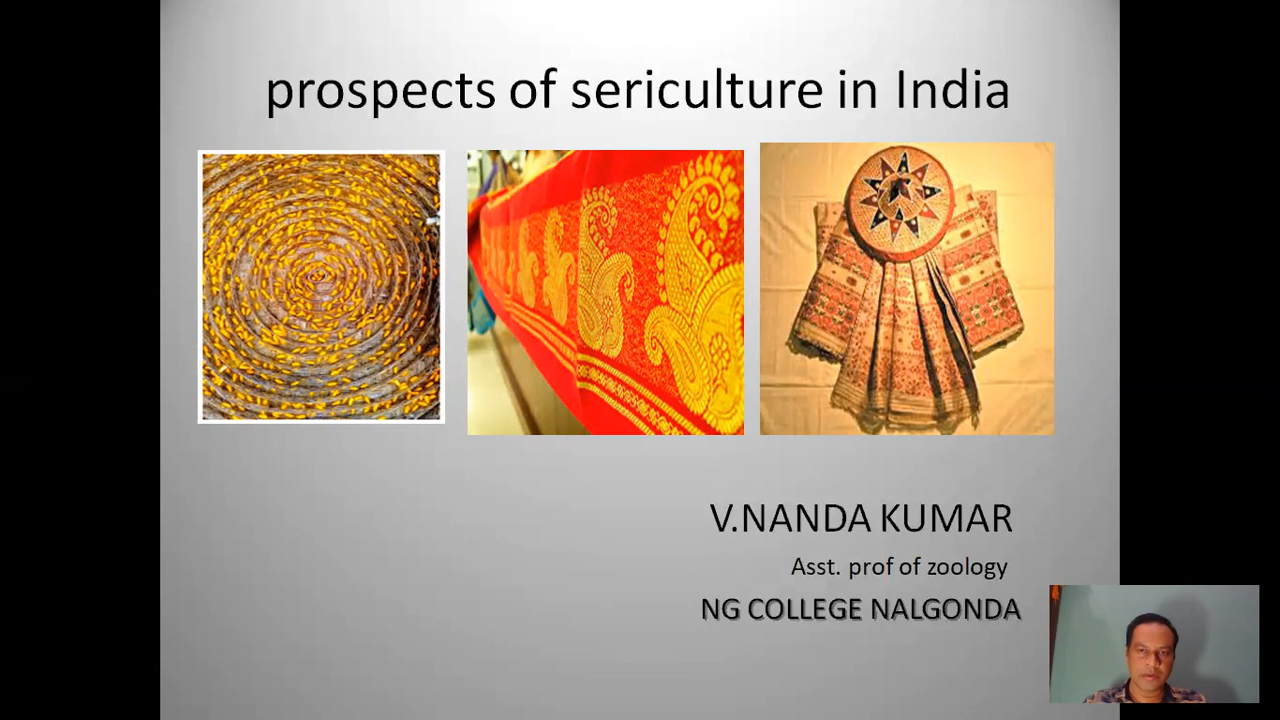 prospects of sericulture in India
V.NANDA KUMAR
Asst. prof of zoology
NG COLLEGE NALGONDA